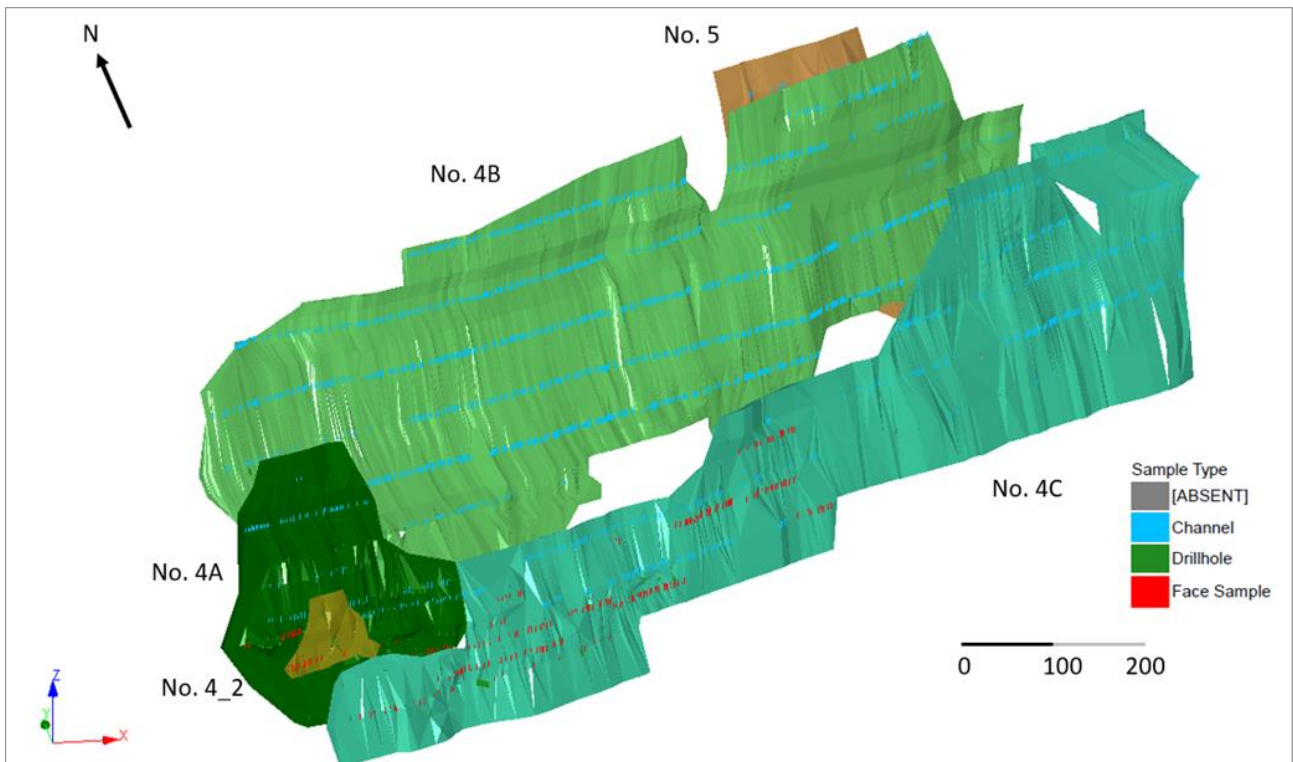 N
No. 5
No. 4B
Sample Type
[ABSENT]
Channel
Drillhole
Face Sample
No. 4C
No. 4A
No. 4_2
0 100 200
Z
Y
X